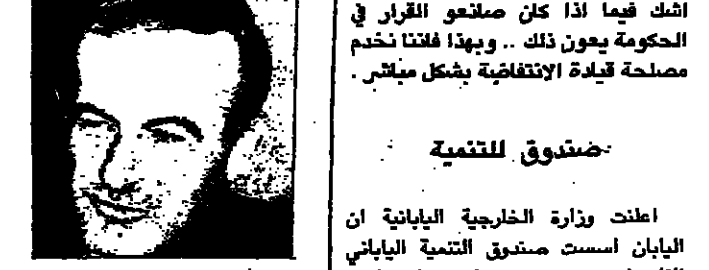 اشك فيما اذا كان صانعو القرار في
الحكومة يعون ذلك .. وبهذا فاننا نخدم
مصلحة قيادة الانتفاضة بشكل مباشر .
صندوق للتنمية
اعلنت وزارة الخارجية اليابانية ان
اليابان اسست صندوق التنمية الياباني